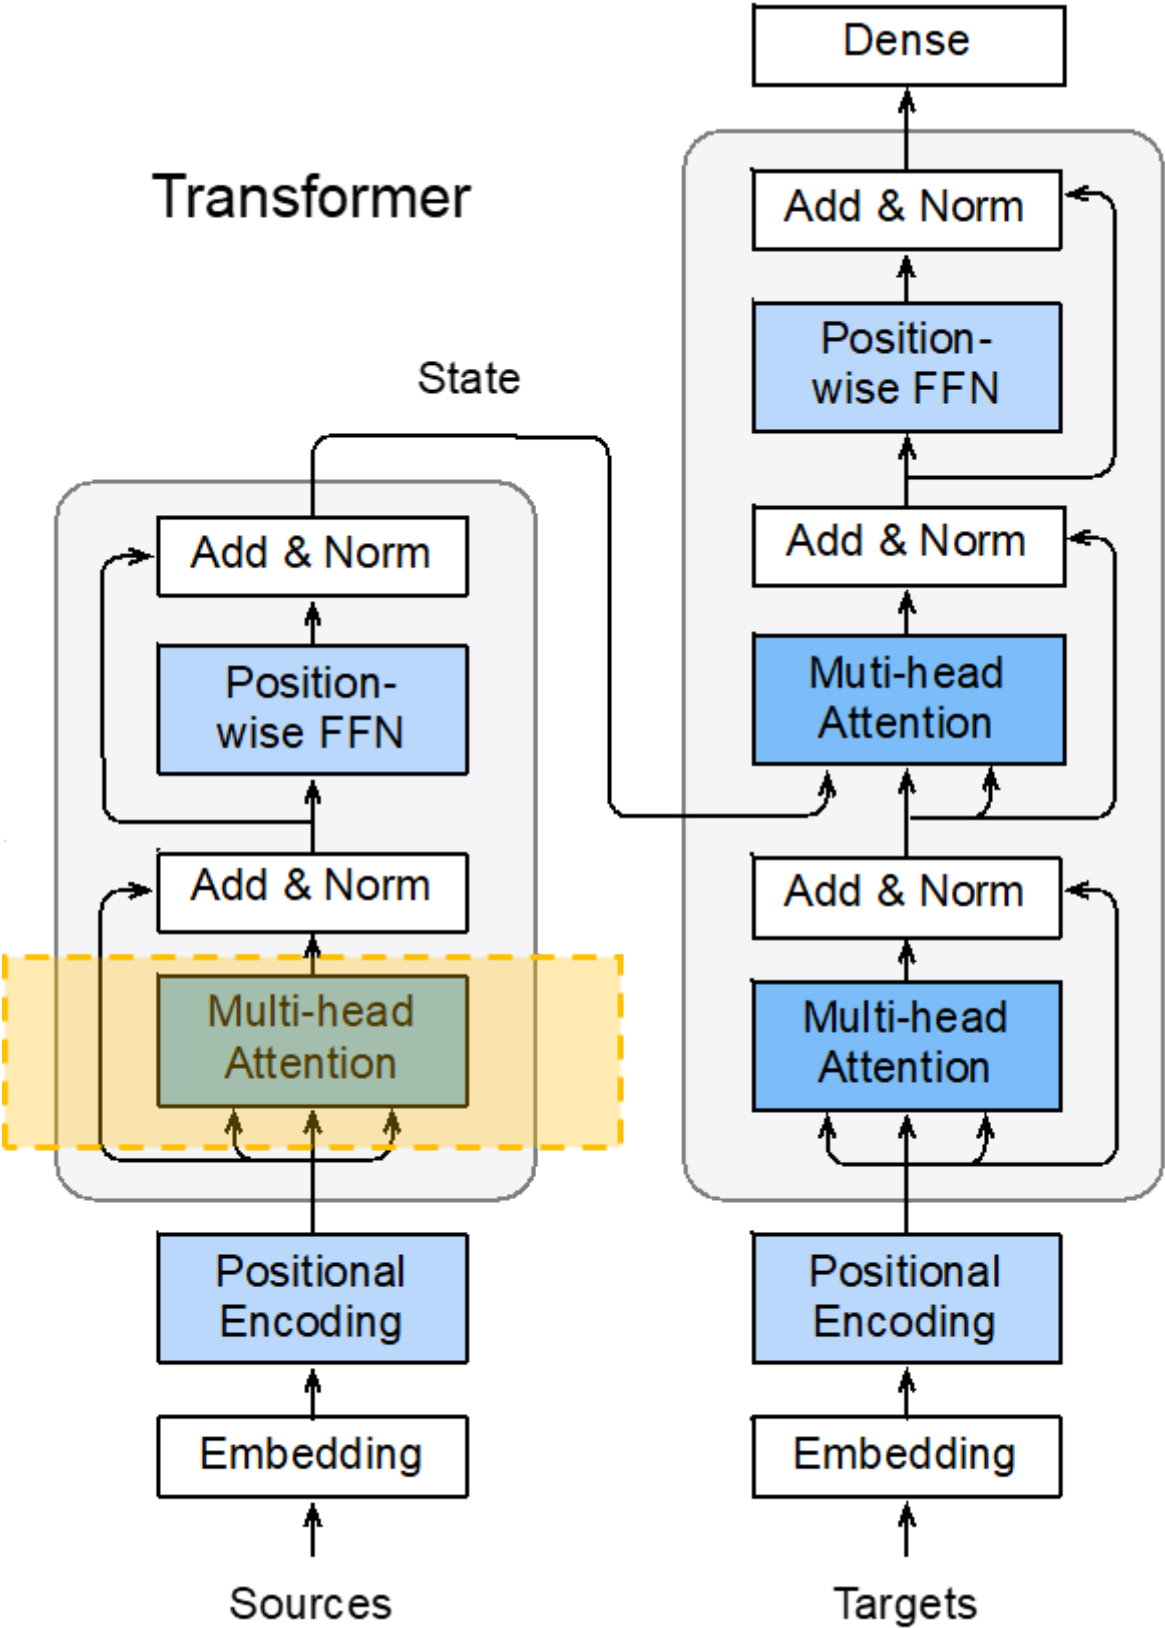 Transformer
State
Add & Norm
Position-
wise FFN
Add & Norm
Multi-head
Attention
Positional
Encoding
Embedding
Sources
Dense
Add & Norm
Position-
wise FFN
Add & Norm
Muti-head
Attention
Add & Norm
Multi-head
Attention
Positional
Encoding
Embedding
Targets